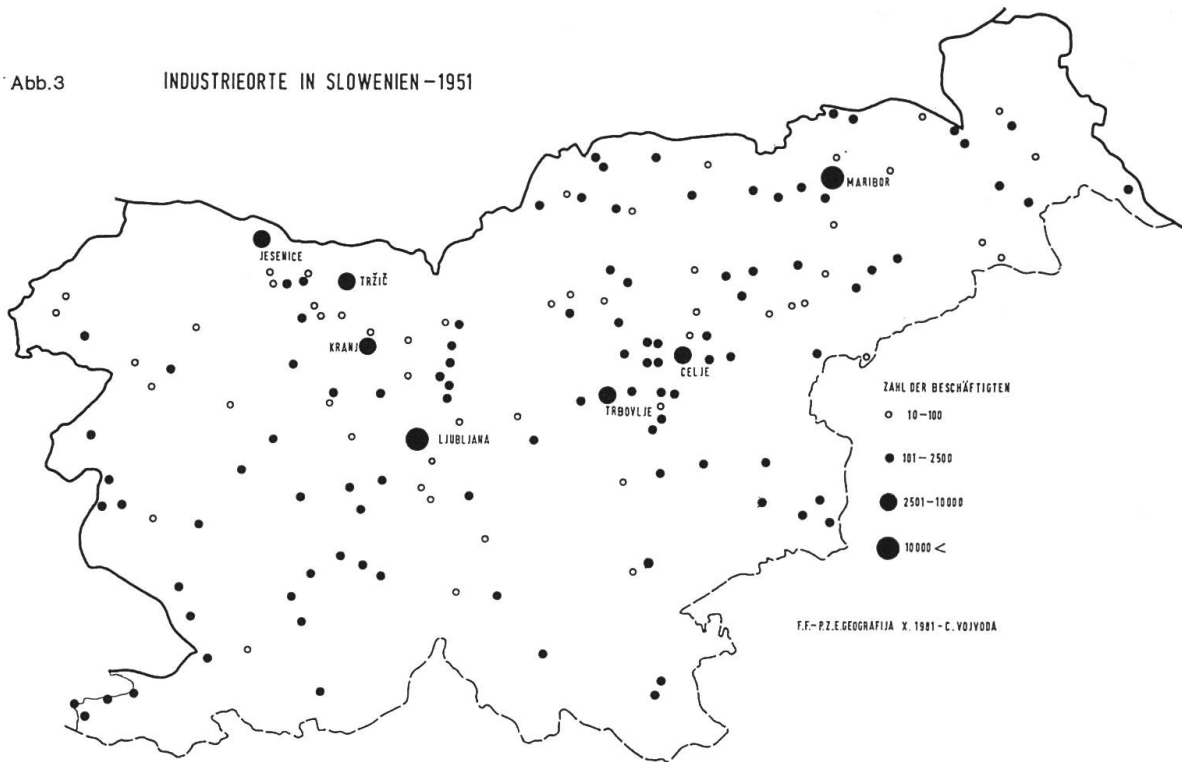 Abb.3
INDUSTRIEORTE IN SLOWENIEN - 1951
MARIBOR
JESENICE
TRŽIČ
KRANJ
CELJE
TRBOVLJE
LJUBLJANA
ZAHL DER BESCHÄFTIGTEN
10-100
101-2500
2501-10000
10000 <
F.F.-P.Z.E.GEOGRAFIJA X. 1981 - C. VOJVODA